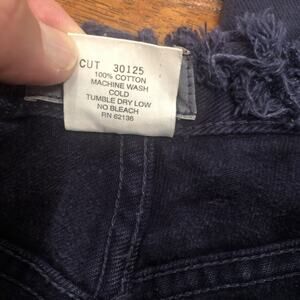 CUT 30125
100% COTTON
MACHINE WASH
COLD
TUMBLE DRY LOW
NO BLEACH
RN 62136